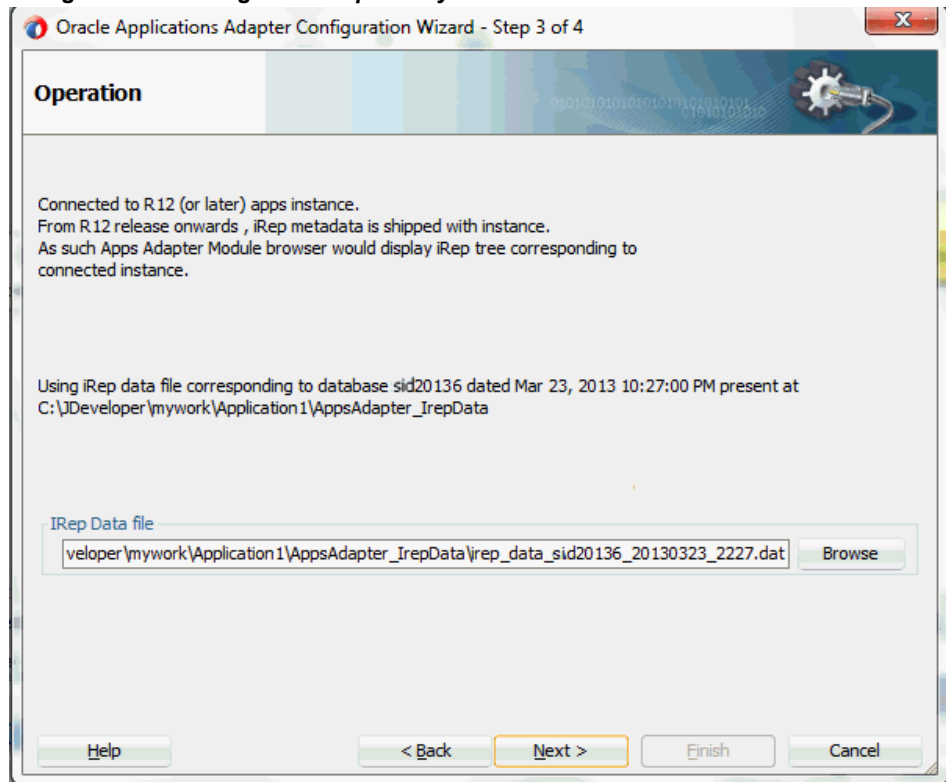 Oracle Applications Adapter Configuration Wizard - Step 3 of 4
Operation
Connected to R12 (or later) apps instance.
From R12 release onwards , iRep metadata is shipped with instance.
As such Apps Adapter Module browser would display iRep tree corresponding to
connected instance.
Using iRep data file corresponding to database sid20136 dated Mar 23, 2013 10:27:00 PM present at
C:\JDeveloper\mywork\Application1\AppsAdapter_IrepData
IRep Data file
veloper\mywork\Application1\AppsAdapter_IrepData\irep_data_sid20136_20130323_2227.dat Browse
Help < Back Next > Finish Cancel